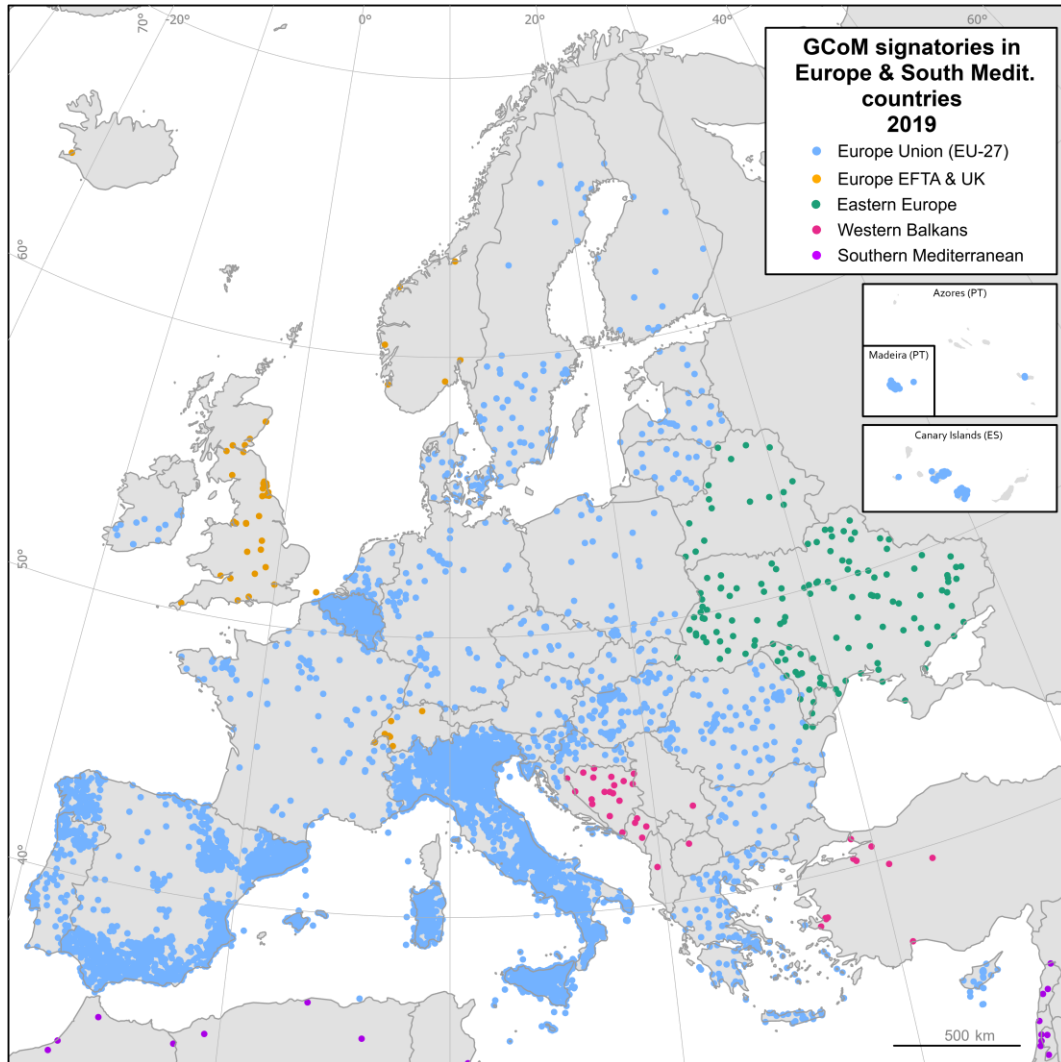 -30°
-20°
0°
20°
40°
60°
GCoM signatories in
Europe & South Medit.
countries
2019
Europe Union (EU-27)
Europe EFTA & UK
Eastern Europe
Western Balkans
Southern Mediterranean
60°
Azores (PT)
Madeira (PT)
Canary Islands (ES)
50°
40°
500 km